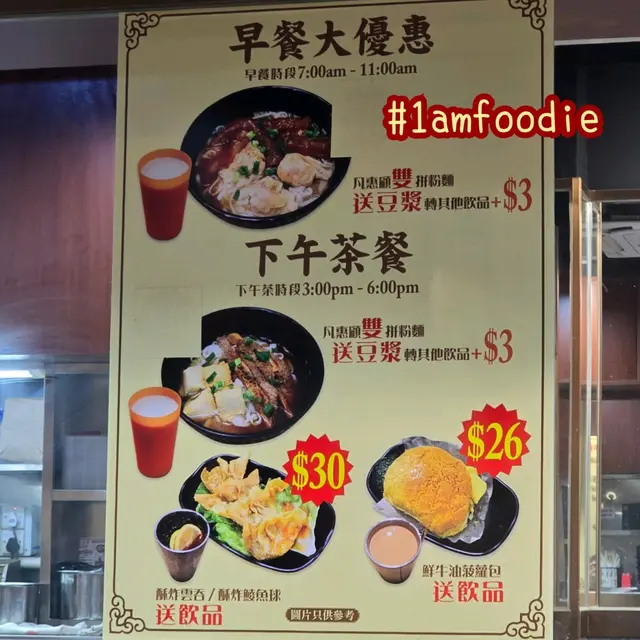 早餐大優惠
早餐時段7:00am - 11:00am
#1amfoodie
凡惠顧雙拼粉麵
送豆漿轉其他飲品+$3
下午茶餐
下午茶時段3:00pm - 6:00pm
凡惠顧雙拼粉麵
送豆漿轉其他飲品+$3
$30
$26
酥炸雲吞 / 酥炸鯪魚球
送飲品
鮮牛油菠蘿包
送飲品
圖片只供參考